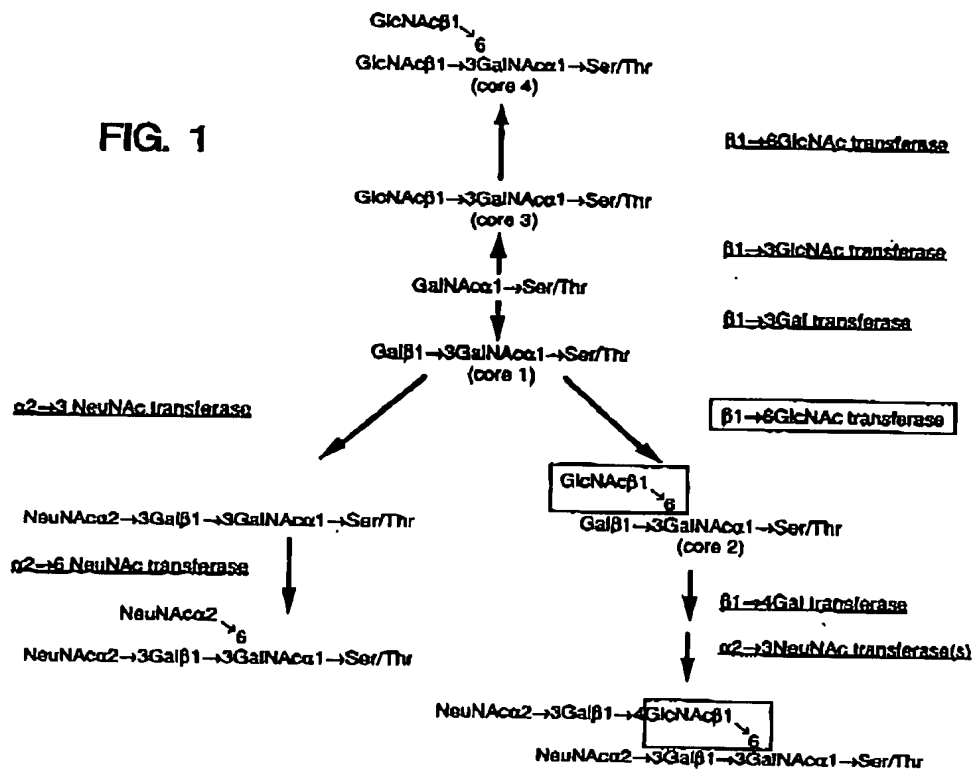 GlcNAcβ1
↘
6
GlcNAcβ1→3GalNAcα1→Ser/Thr
(core 4)
FIG. 1
β1→6GlcNAc transferase
GlcNAcβ1→3GalNAcα1→Ser/Thr
(core 3)
β1→3GlcNAc transferase
GalNAcα1→Ser/Thr
β1→3Gal transferase
Galβ1→3GalNAcα1→Ser/Thr
(core 1)
α2→3 NeuNAc transferase
β1→6GlcNAc transferase
GlcNAcβ1
↘
6
NeuNAcα2→3Galβ1→3GalNAcα1→Ser/Thr
Galβ1→3GalNAcα1→Ser/Thr
(core 2)
α2→6 NeuNAc transferase
β1→4Gal transferase
NeuNAcα2
↘
6
NeuNAcα2→3Galβ1→3GalNAcα1→Ser/Thr
α2→3NeuNAc transferase(s)
NeuNAcα2→3Galβ1→4GlcNAcβ1
↘
6
NeuNAcα2→3Galβ1→3GalNAcα1→Ser/Thr